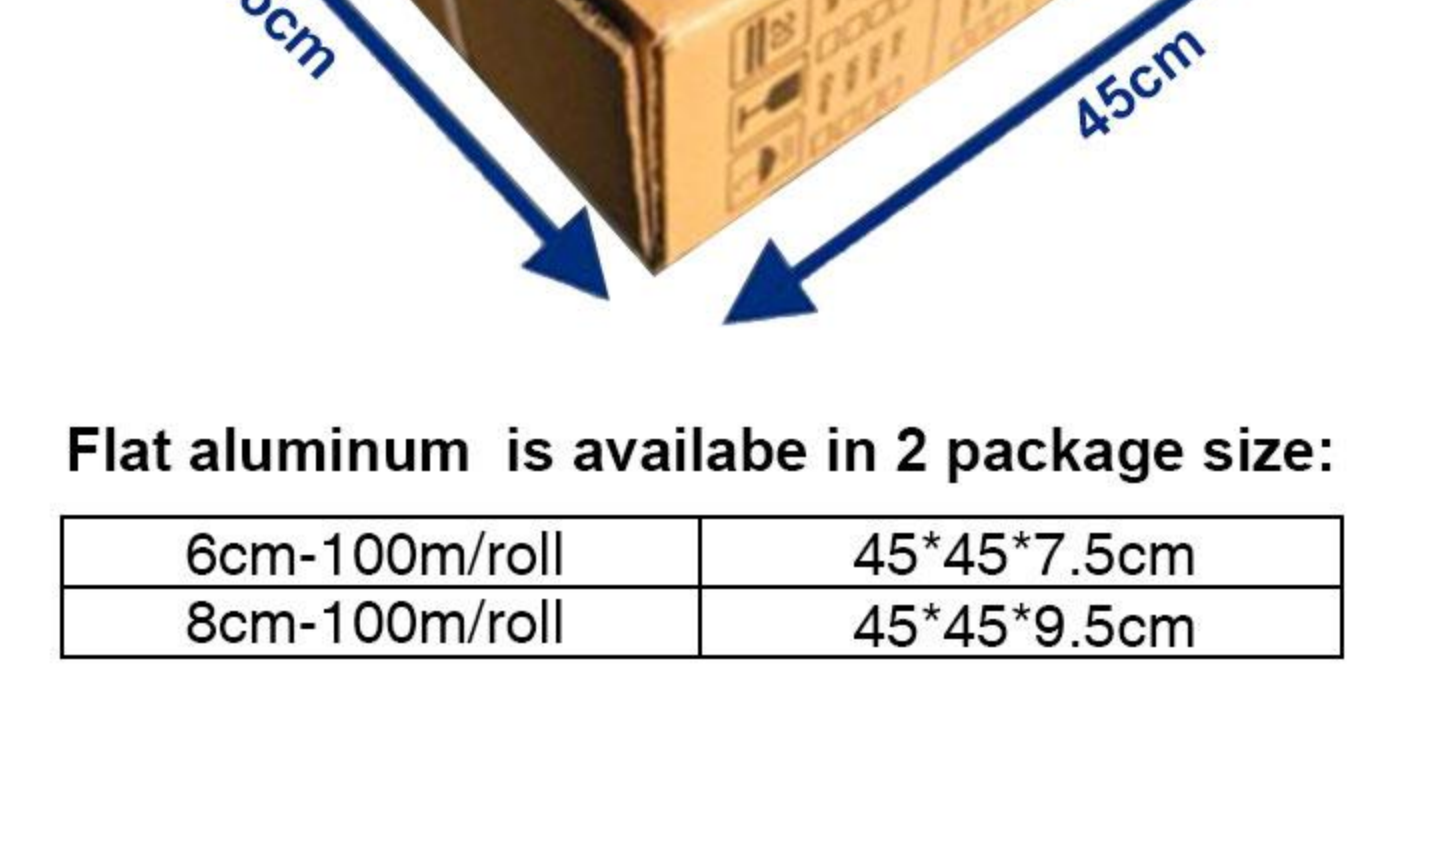 45cm
Flat aluminum is availabe in 2 package size:
6cm-100m/roll 45*45*7.5cm
8cm-100m/roll 45*45*9.5cm